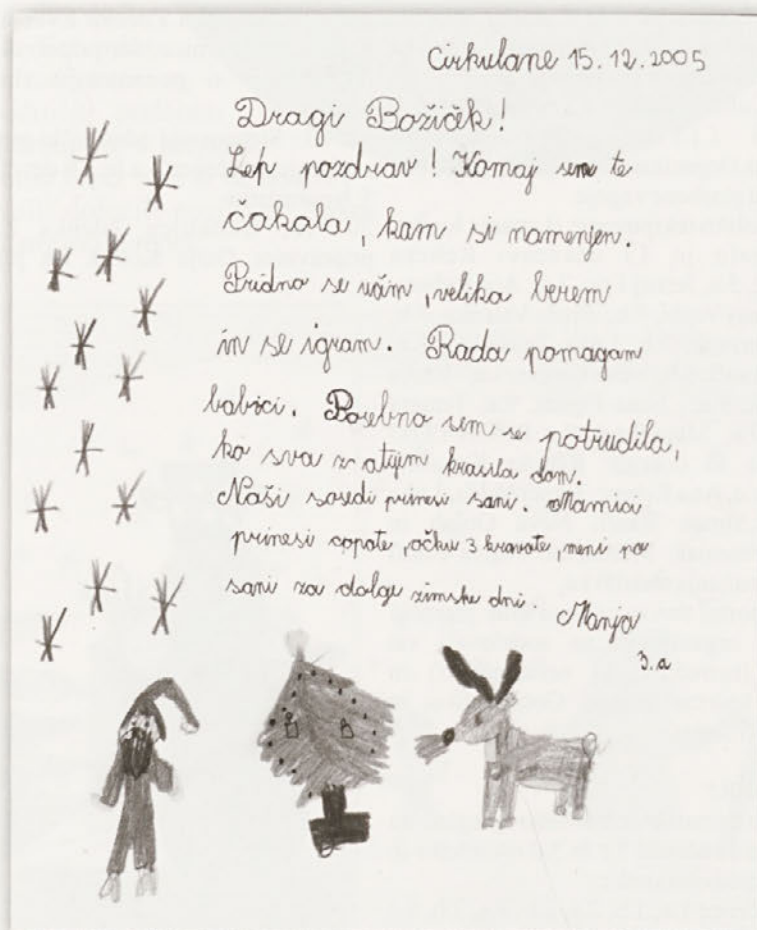 Cirkulane 15.12.2005
Dragi Božiček!
Lep pozdrav! Komaj sem te
čakala, kam si namenjen.
Pridno se učim, veliko berem
in se igram. Rada pomagam
babici. Posebno sem se potrudila,
ko sva z atijem krasila dom.
Naši sosedi prinesi sani. Mamici
prinesi copate, očku 3 kravate, meni pa
sani za dolge zimske dni. Manja
3.a